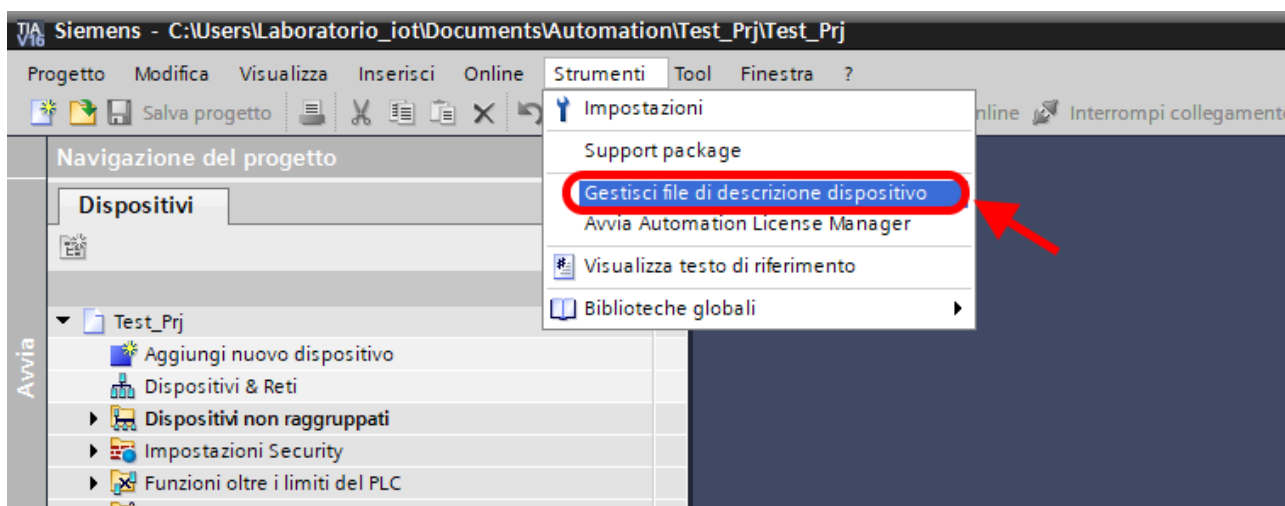 TIA V16 Siemens - C:\Users\Laboratorio_iot\Documents\Automation\Test_Prj\Test_Prj
Progetto Modifica Visualizza Inserisci Online Strumenti Tool Finestra ?
Salva progetto nline Interrompi collegament
Impostazioni
Support package
Gestisci file di descrizione dispositivo
Avvia Automation License Manager
Visualizza testo di riferimento
Biblioteche globali
Navigazione del progetto
Dispositivi
Avvia
Test_Prj
Aggiungi nuovo dispositivo
Dispositivi & Reti
Dispositivi non raggruppati
Impostazioni Security
Funzioni oltre i limiti del PLC